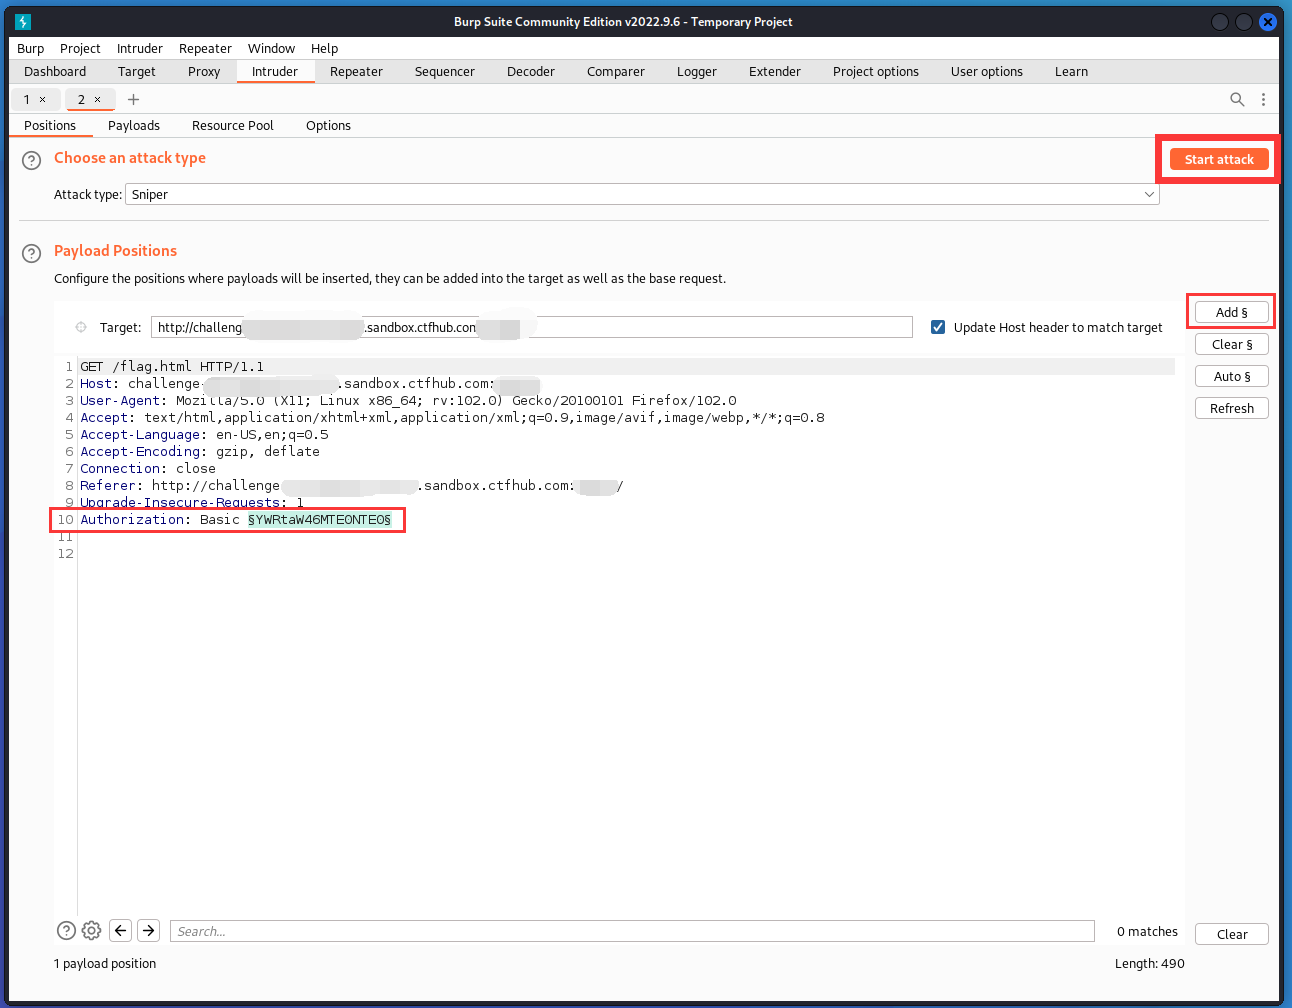 Burp Suite Community Edition v2022.9.6 - Temporary Project
Burp Project Intruder Repeater Window Help
Dashboard Target Proxy Intruder Repeater Sequencer Decoder Comparer Logger Extender Project options User options Learn
1 × 2 × +
Positions Payloads Resource Pool Options
? Choose an attack type
Start attack
Attack type: Sniper
? Payload Positions
Configure the positions where payloads will be inserted, they can be added into the target as well as the base request.
Add §
Target: http://challeng .sandbox.ctfhub.con
Update Host header to match target
Clear §
Auto §
Refresh
1 GET /flag.html HTTP/1.1
2 Host: challenge- .sandbox.ctfhub.com:
3 User-Agent: Mozilla/5.0 (X11; Linux x86_64; rv:102.0) Gecko/20100101 Firefox/102.0
4 Accept: text/html,application/xhtml+xml,application/xml;q=0.9,image/avif,image/webp,*/*;q=0.8
5 Accept-Language: en-US,en;q=0.5
6 Accept-Encoding: gzip, deflate
7 Connection: close
8 Referer: http://challenge .sandbox.ctfhub.com: /
9 Upgrade-Insecure-Requests: 1
10 Authorization: Basic §YWRtaW46MTE0NTE0§
11
12
? Search... 0 matches Clear
1 payload position Length: 490